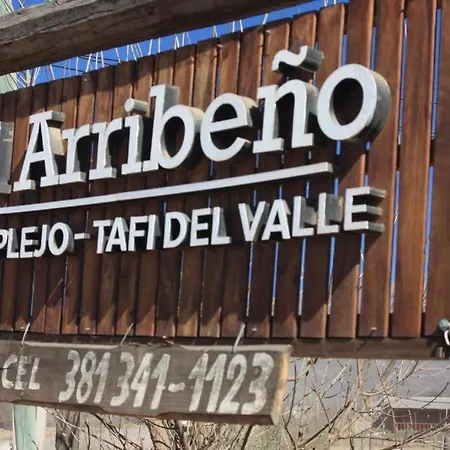 Arribeño
PLEJO - TAFI DEL VALLE
CEL 381 341-1123